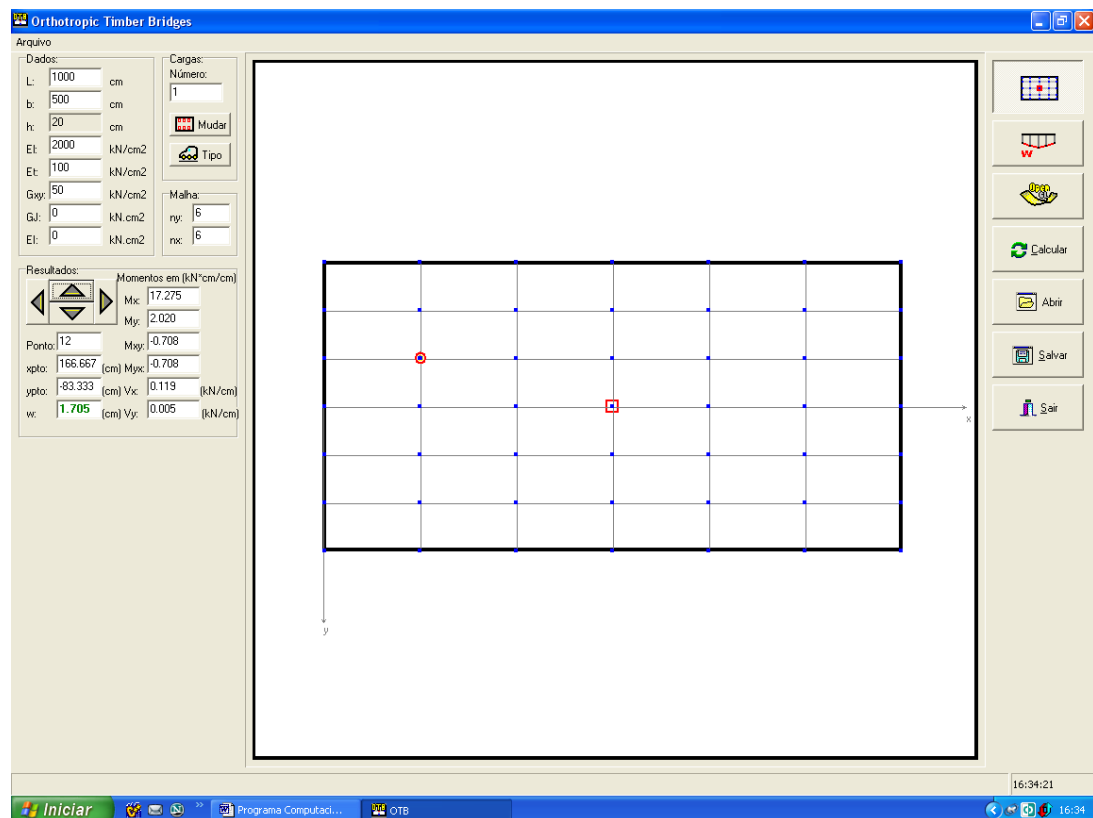 Orthotropic Timber Bridges
Arquivo
Dados:
L: 1000 cm
b: 500 cm
h: 20 cm
El: 2000 kN/cm2
Et: 100 kN/cm2
Gxy: 50 kN/cm2
GJ: 0 kN.cm2
EI: 0 kN.cm2
Cargas:
Número:
1
Mudar
Tipo
Malha:
ny: 6
nx: 6
Resultados:
Momentos em (kN*cm/cm)
Mx: 17.275
My: 2.020
Ponto: 12 Mxy: -0.708
xpto: 166.667 (cm) Myx: -0.708
ypto: -83.333 (cm) Vx: 0.119 (kN/cm)
w: 1.705 (cm) Vy: 0.005 (kN/cm)
x
y
w
Open GL
Calcular
Abrir
Salvar
Sair
16:34:21
Iniciar
Programa Computaci...
OTB
16:34